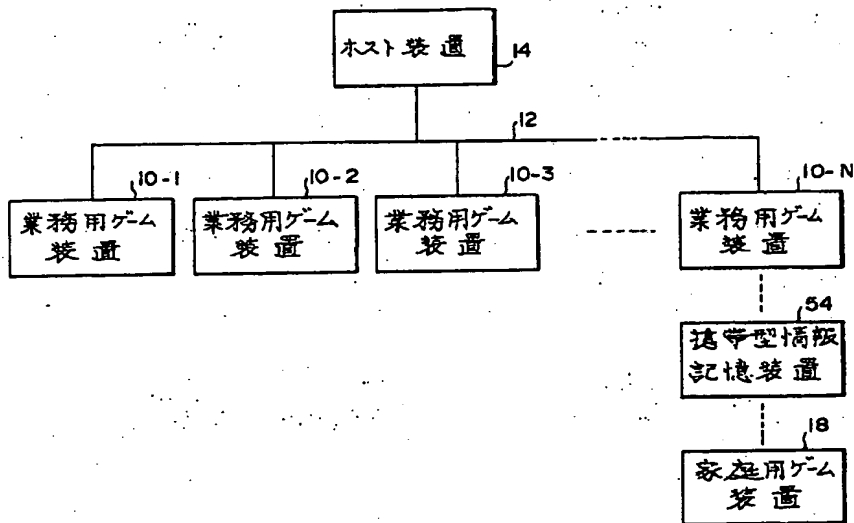 ホスト装置
14
12
10-1
10-2
10-3
10-N
業務用ゲーム
装置
業務用ゲーム
装置
業務用ゲーム
装置
業務用ゲーム
装置
54
携帯型情報
記憶装置
18
家庭用ゲーム
装置